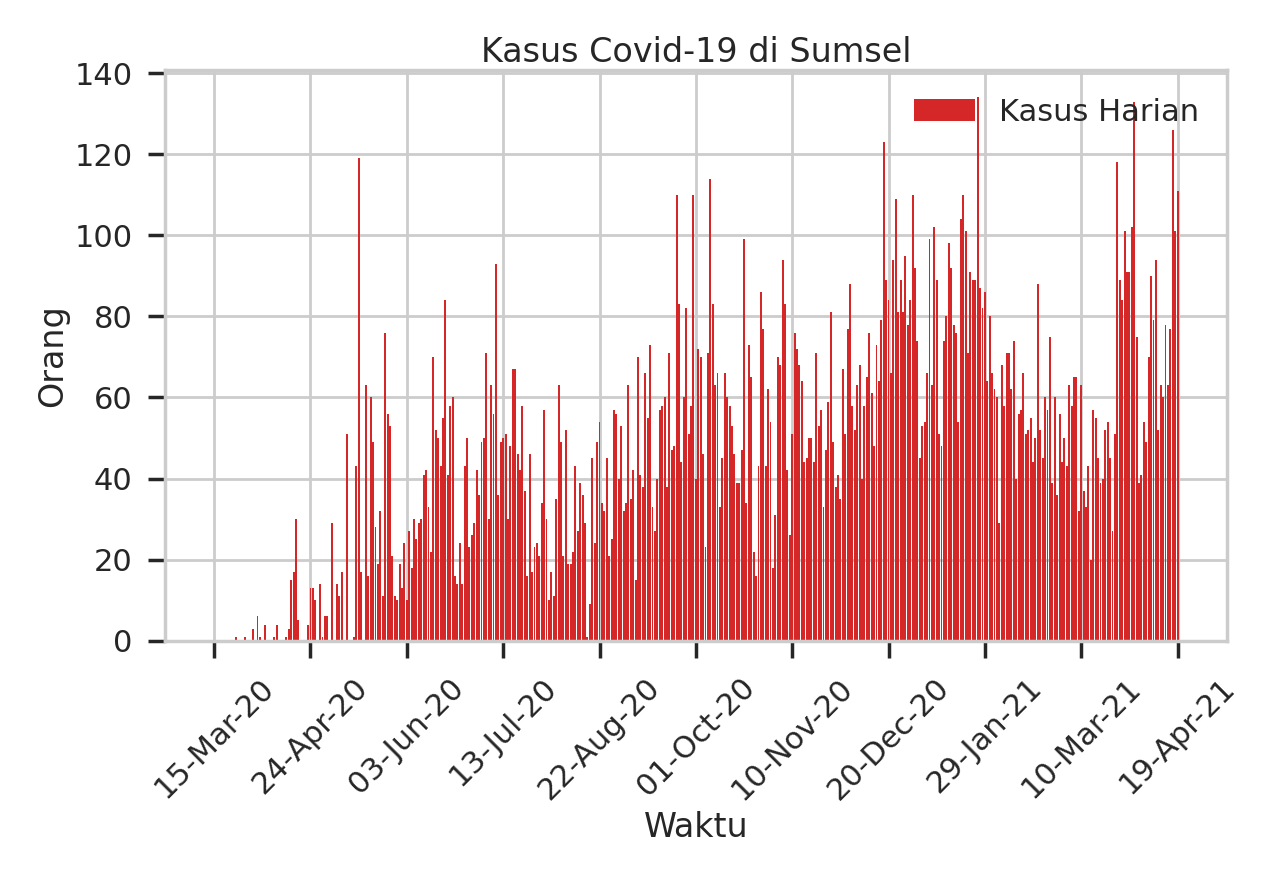 Kasus Covid-19 di Sumsel
Kasus Harian
Orang
140
120
100
80
60
40
20
0
15-Mar-20
24-Apr-20
03-Jun-20
13-Jul-20
22-Aug-20
01-Oct-20
10-Nov-20
20-Dec-20
29-Jan-21
10-Mar-21
19-Apr-21
Waktu